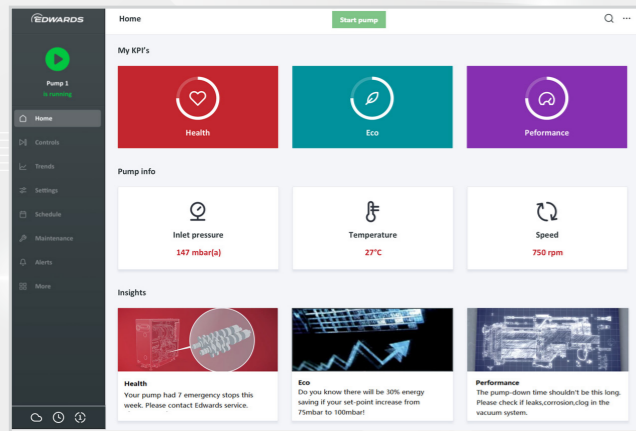 EDWARDS
Home
Start pump
Pump 1
is running
Home
Controls
Trends
Settings
Schedule
Maintenance
Alerts
More
My KPI's
Health
Eco
Peformance
Pump info
Inlet pressure
147 mbar(a)
Temperature
27°C
Speed
750 rpm
Insights
Health
Your pump had 7 emergency stops this
week. Please contact Edwards service.
Eco
Do you know there will be 30% energy
saving if your set-point increase from
75mbar to 100mbar!
Performance
The pump-down time shouldn't be this long.
Please check if leaks,corrosion,clog in the
vacuum system.
1